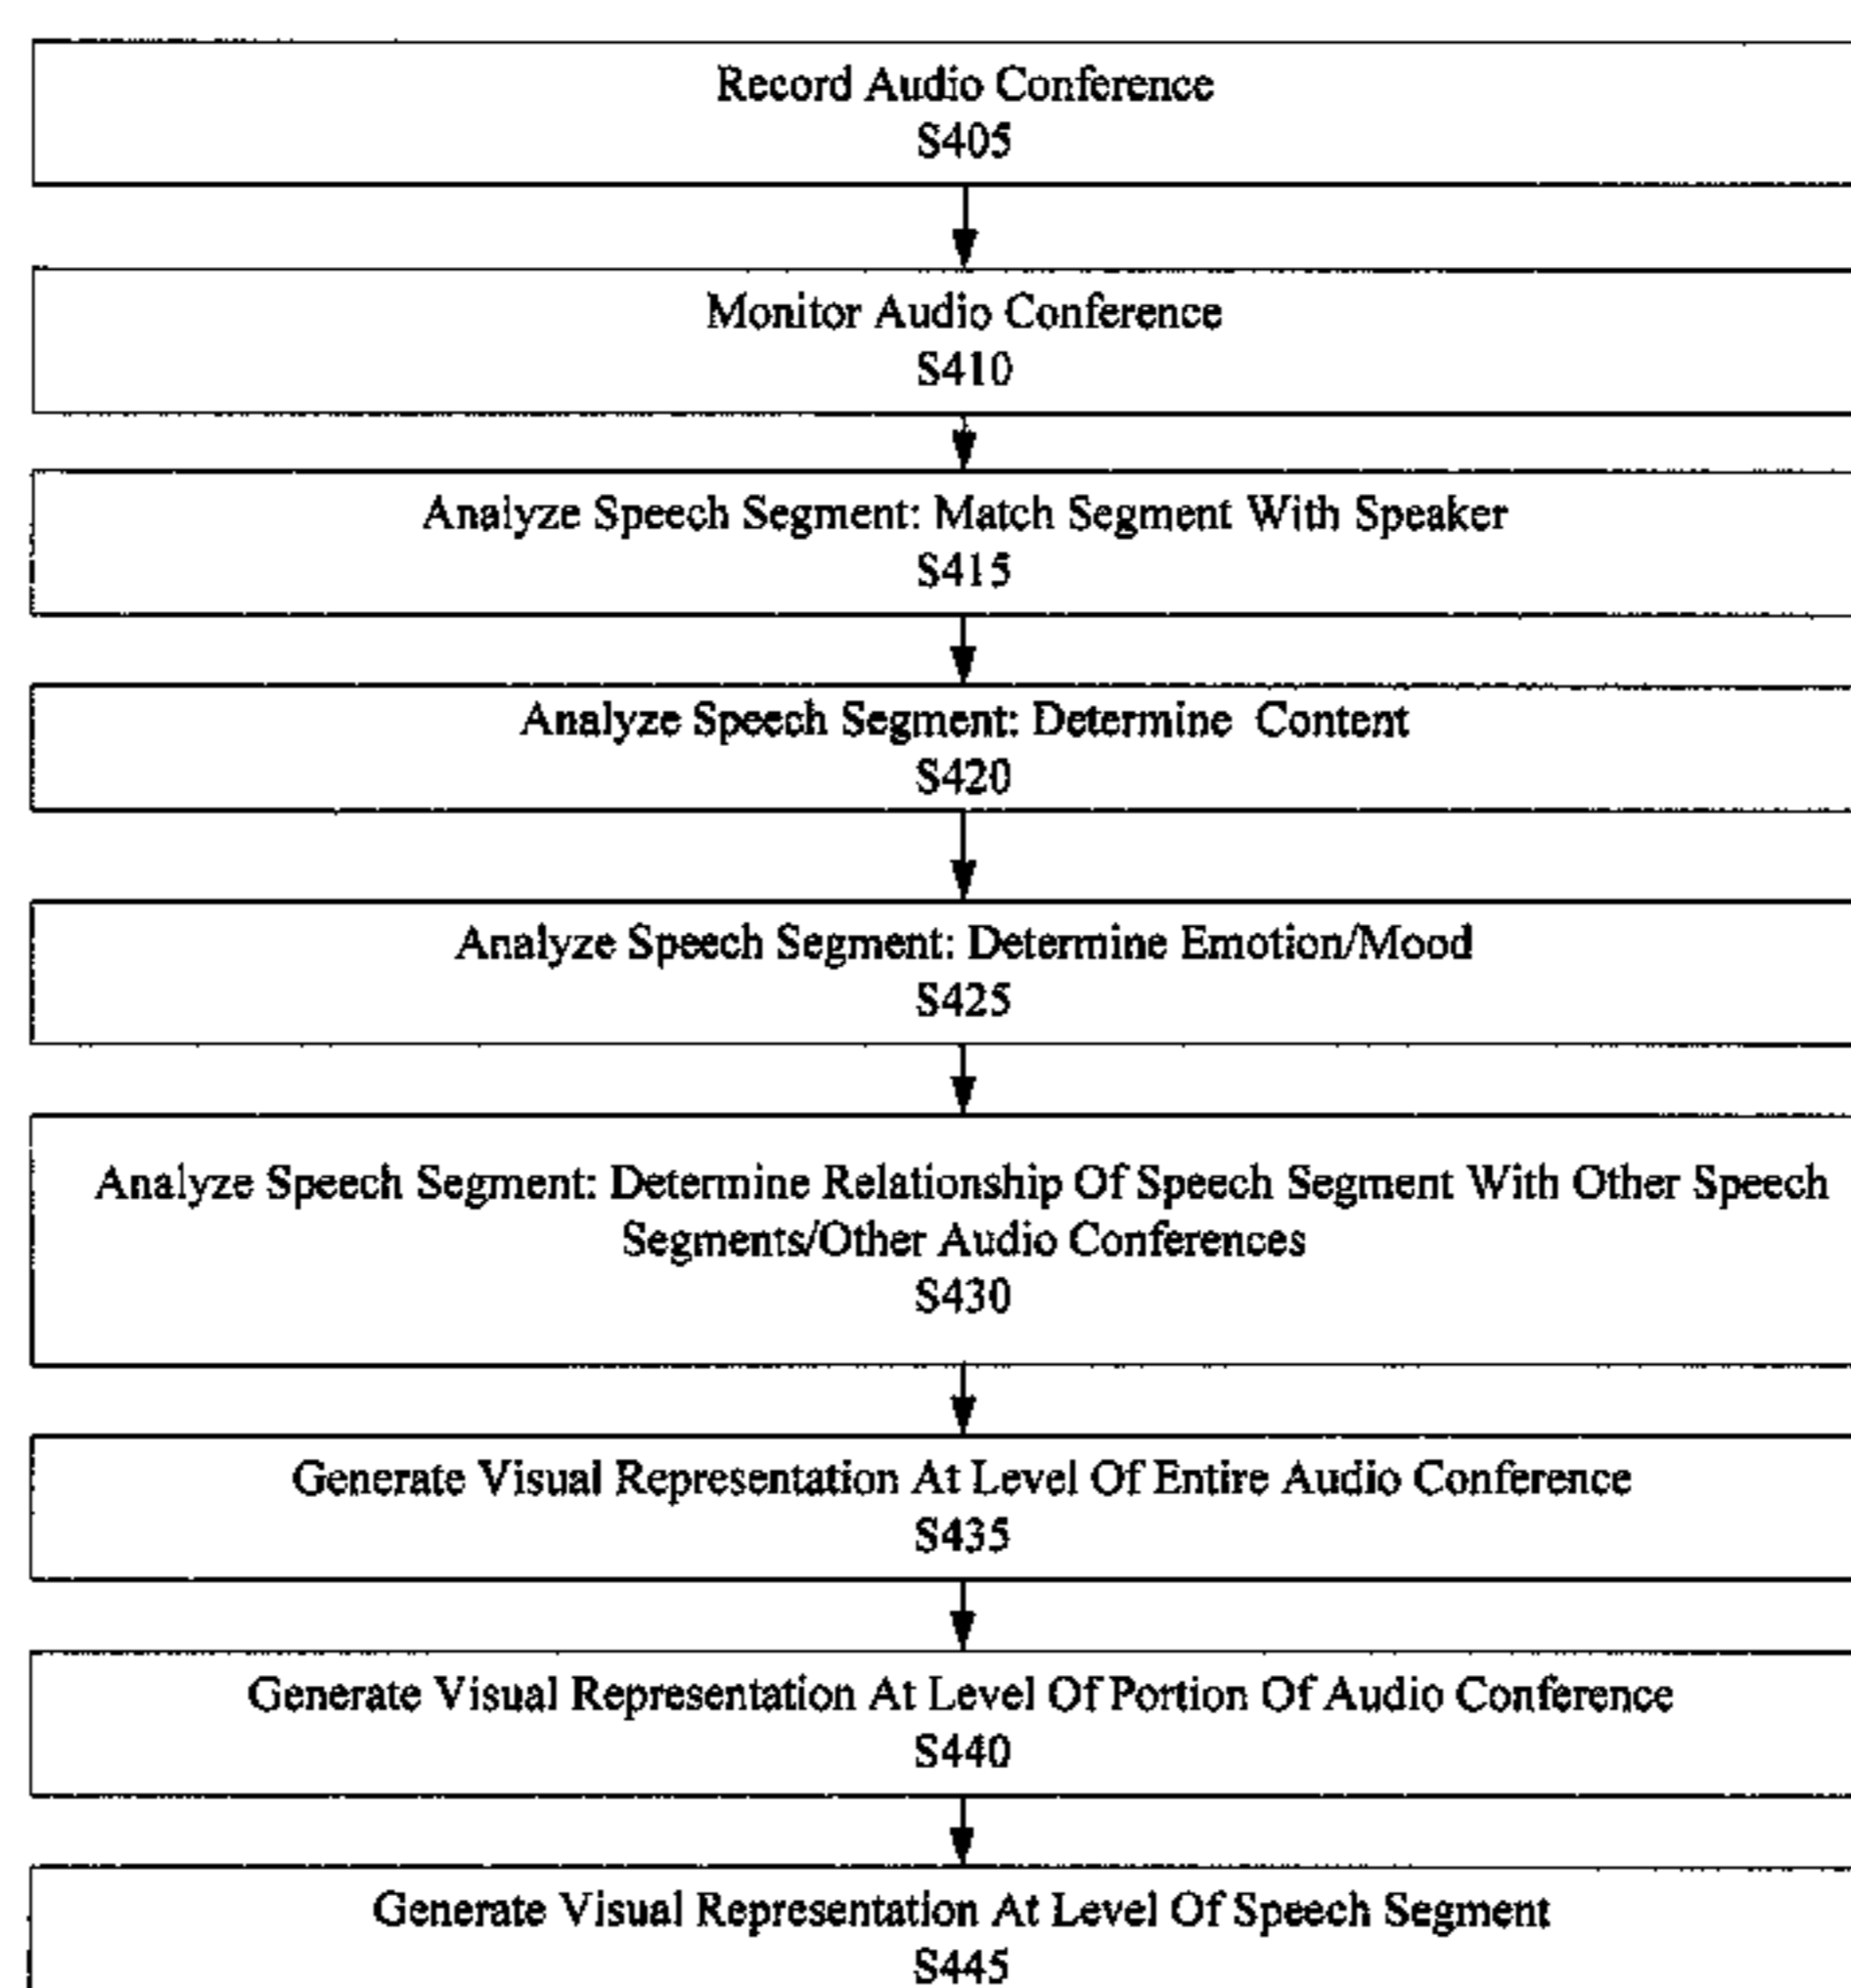 Record Audio Conference
S405
Monitor Audio Conference
S410
Analyze Speech Segment: Match Segment With Speaker
S415
Analyze Speech Segment: Determine Content
S420
Analyze Speech Segment: Determine Emotion/Mood
S425
Analyze Speech Segment: Determine Relationship Of Speech Segment With Other Speech
Segments/Other Audio Conferences
S430
Generate Visual Representation At Level Of Entire Audio Conference
S435
Generate Visual Representation At Level Of Portion Of Audio Conference
S440
Generate Visual Representation At Level Of Speech Segment
S445